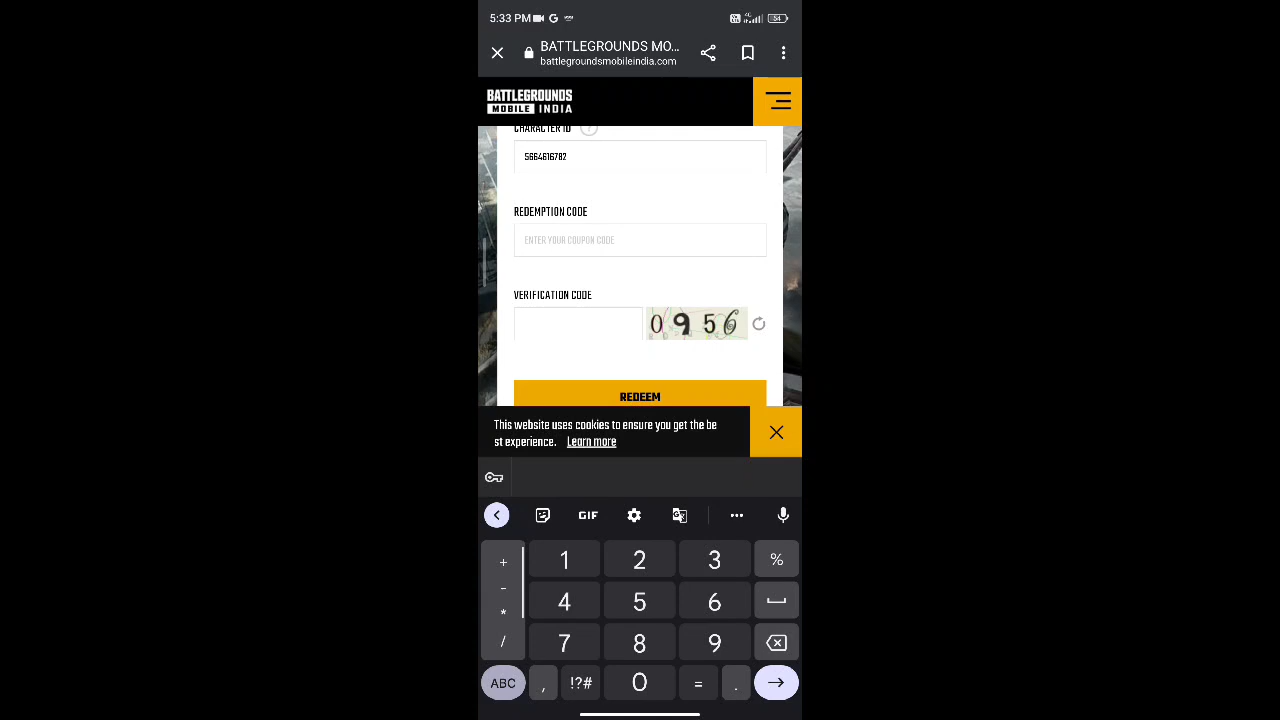 5:33 PM
4G
54
BATTLEGROUNDS MO...
battlegroundsmobileindia.com
BATTLEGROUNDS
MOBILE INDIA
CHARACTER ID ?
5664616782
REDEMPTION CODE
ENTER YOUR COUPON CODE
VERIFICATION CODE
0956
REDEEM
This website uses cookies to ensure you get the be
st experience. Learn more
GIF
+ 1 2 3 %
- 4 5 6
*
/ 7 8 9
ABC , !?# 0 = .